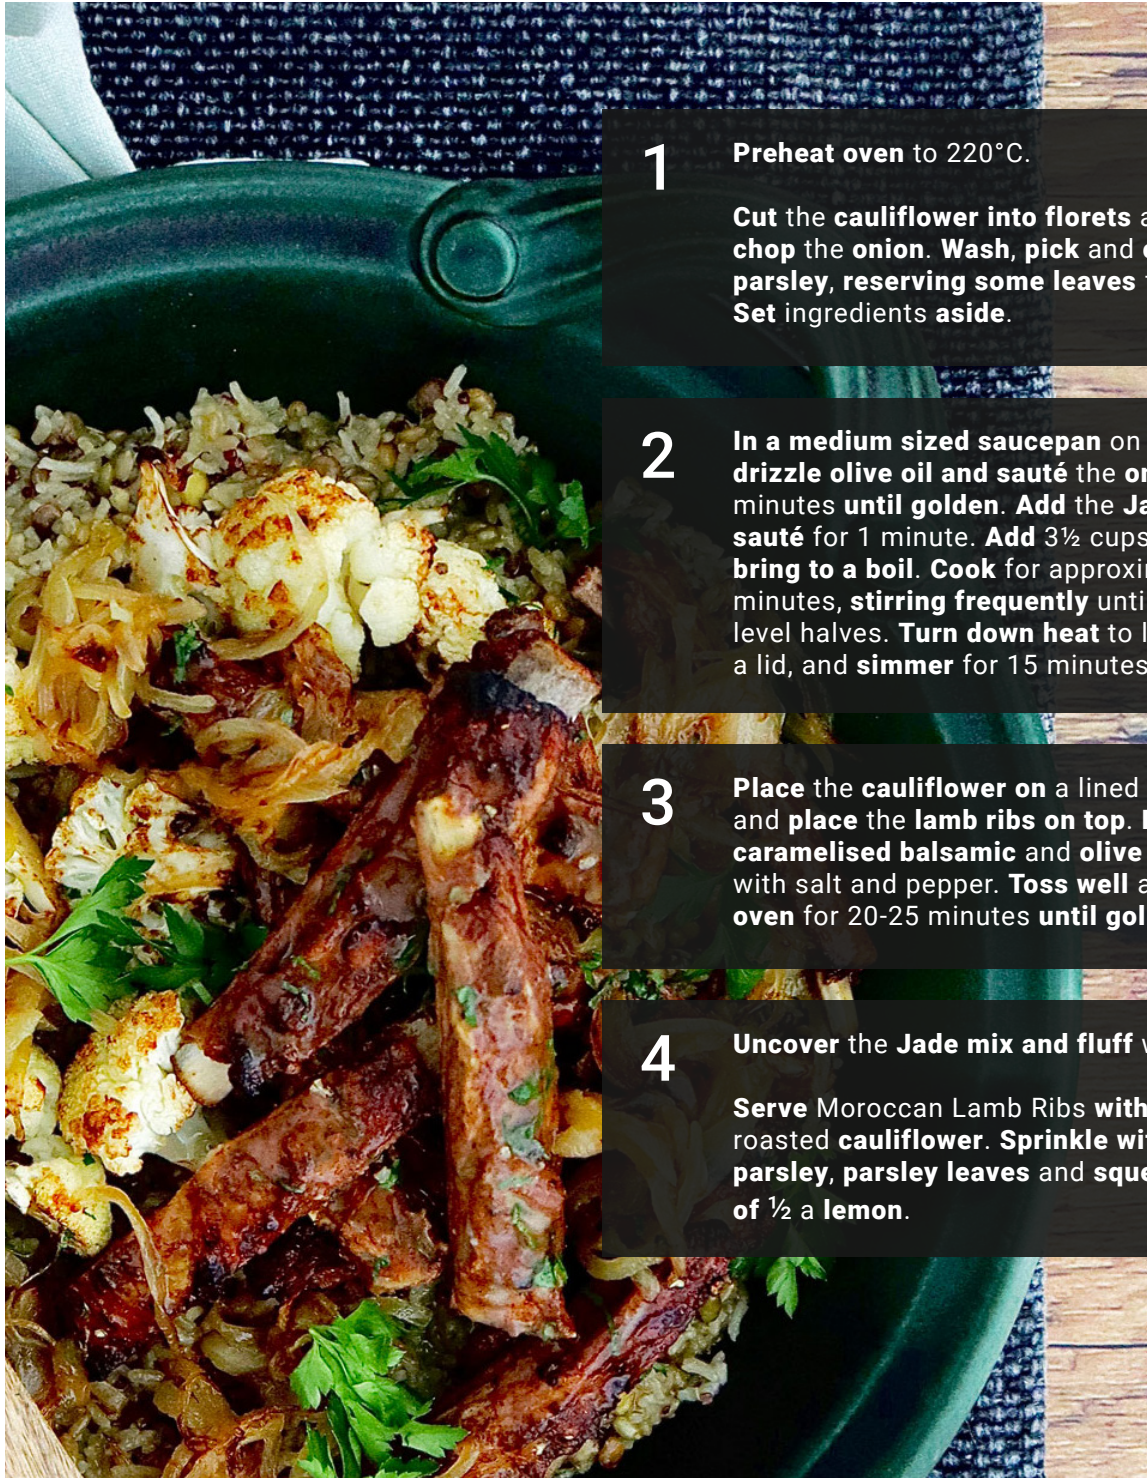 1
Preheat oven to 220°C.
Cut the cauliflower into florets
chop the onion. Wash, pick and
parsley, reserving some leaves
Set ingredients aside.
2
In a medium sized saucepan on
drizzle olive oil and sauté the
minutes until golden. Add the
sauté for 1 minute. Add 3½ cups
bring to a boil. Cook for
minutes, stirring frequently
level halves. Turn down heat to
a lid, and simmer for 15 minutes
3
Place the cauliflower on a lined
and place the lamb ribs on top.
caramelised balsamic and olive
with salt and pepper. Toss well
oven for 20-25 minutes until
4
Uncover the Jade mix and fluff
Serve Moroccan Lamb Ribs with
roasted cauliflower. Sprinkle
parsley, parsley leaves and
of ½ a lemon.